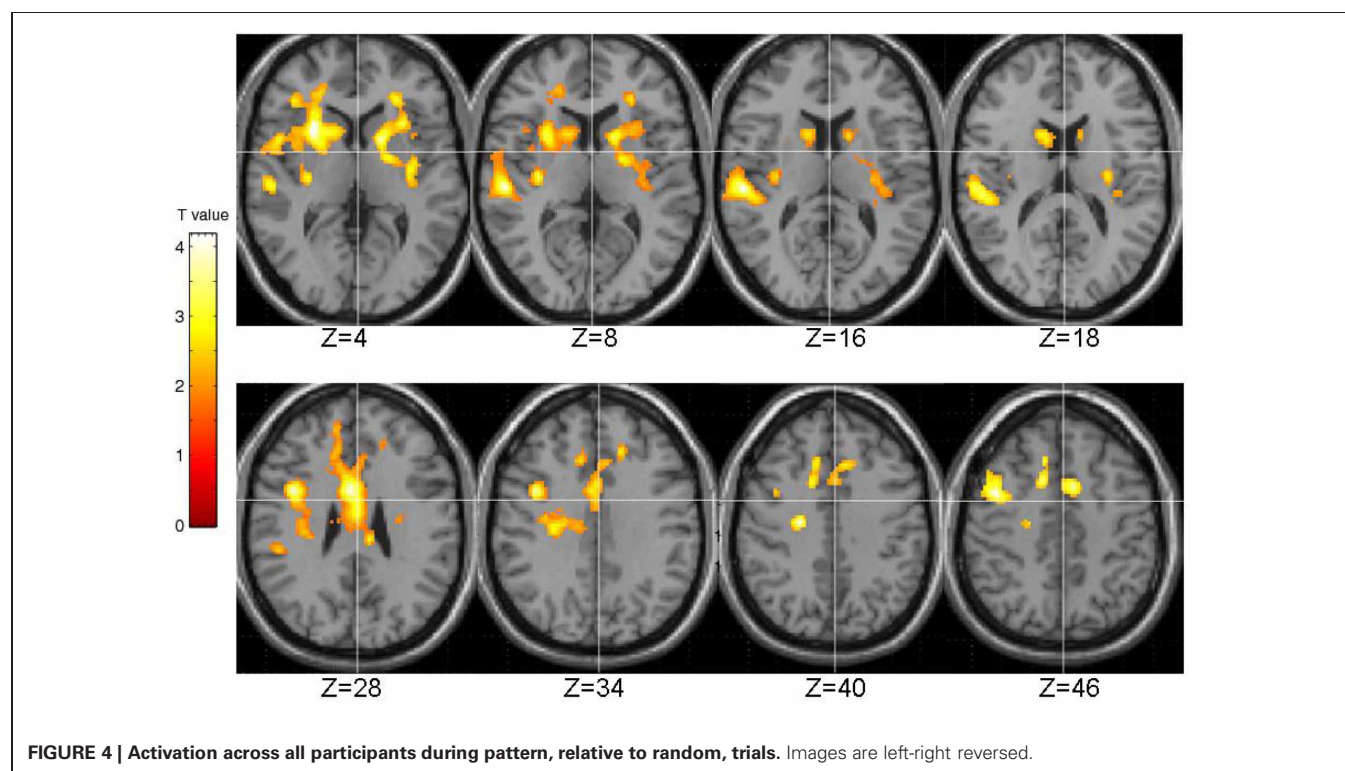 T value
4
3
2
1
0
Z=4 Z=8 Z=16 Z=18
Z=28 Z=34 Z=40 Z=46
FIGURE 4 | Activation across all participants during pattern, relative to random, trials. Images are left-right reversed.